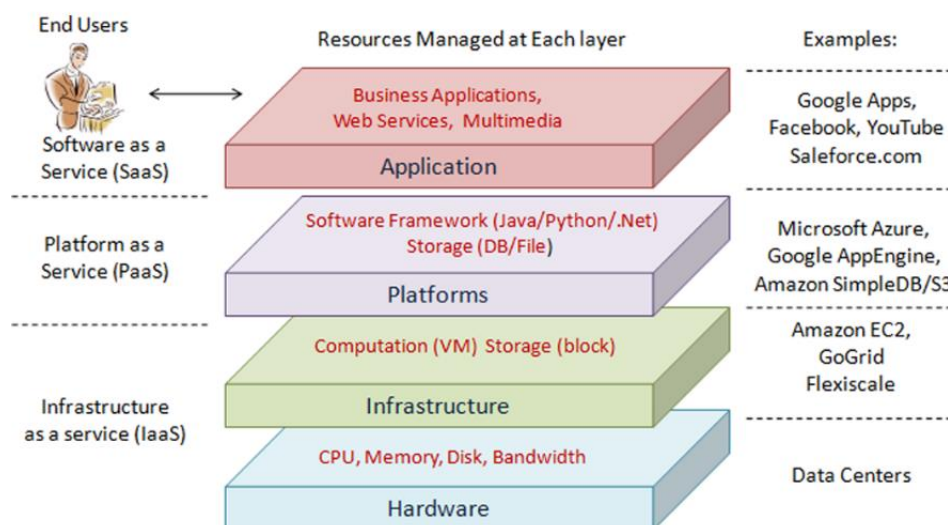 End Users
Resources Managed at Each layer
Examples:
Business Applications,
Web Services, Multimedia
Application
Software as a
Service (SaaS)
Google Apps,
Facebook, YouTube
Saleforce.com
Software Framework (Java/Python/.Net)
Storage (DB/File)
Platforms
Platform as a
Service (PaaS)
Microsoft Azure,
Google AppEngine,
Amazon SimpleDB/S3
Computation (VM) Storage (block)
Infrastructure
Amazon EC2,
GoGrid
Flexiscale
Infrastructure
as a service (IaaS)
CPU, Memory, Disk, Bandwidth
Hardware
Data Centers